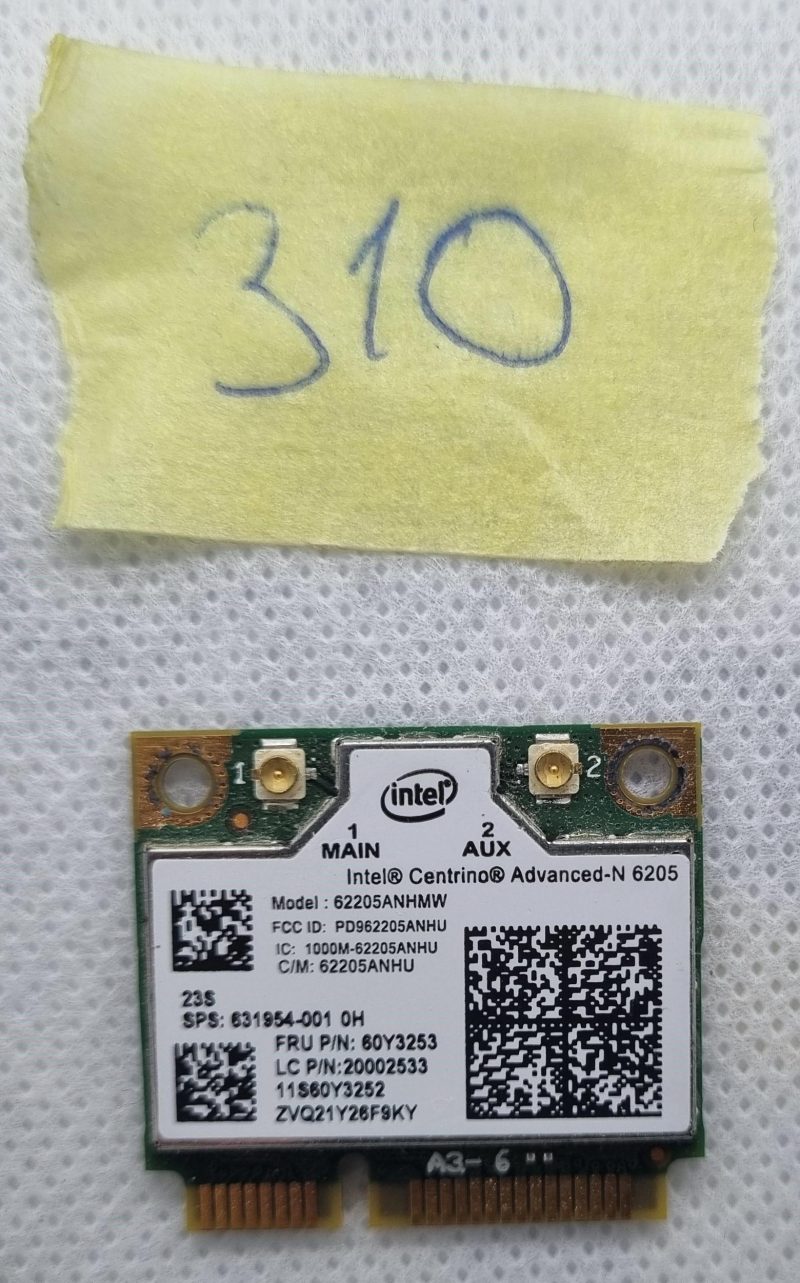 310
intel
1 2
1 2
MAIN AUX
Intel® Centrino® Advanced-N 6205
Model : 62205ANHMW
FCC ID: PD962205ANHU
IC: 1000M-62205ANHU
C/M: 62205ANHU
23S
SPS: 631954-001 0H
FRU P/N: 60Y3253
LC P/N:20002533
11S60Y3252
ZVQ21Y26F9KY
A3- 6